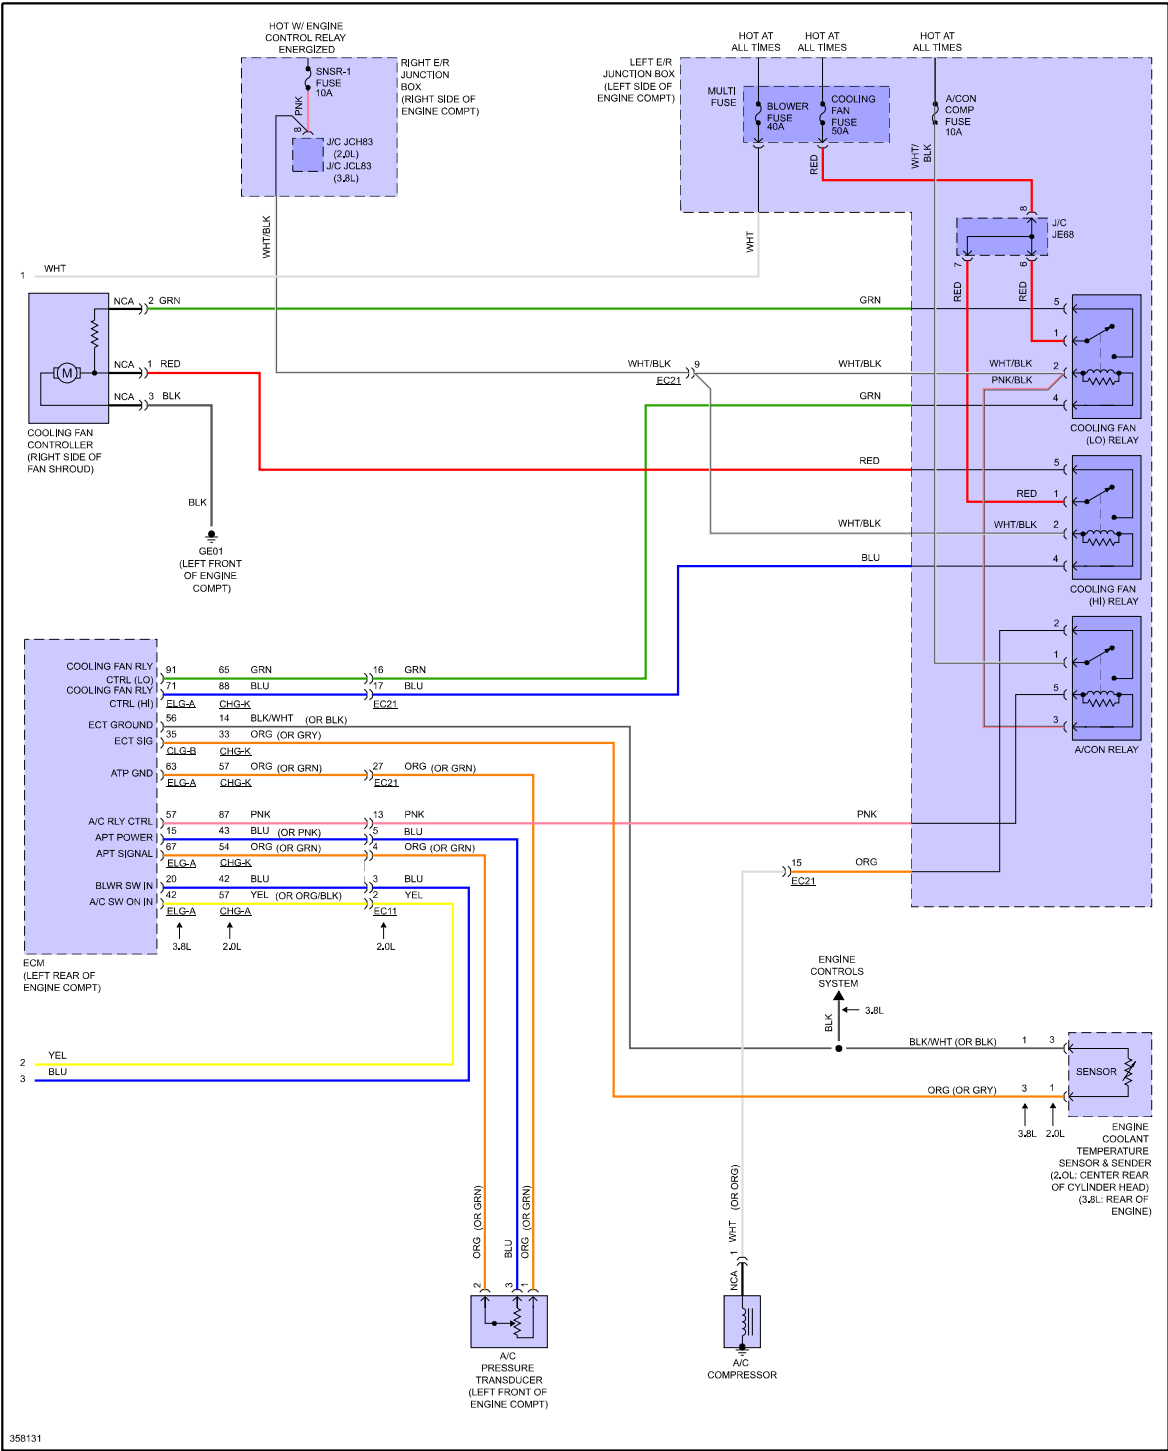 HOT W/ ENGINE
CONTROL RELAY
ENERGIZED
SNSR-1
FUSE
10A
PNK
8
J/C JCH83
(2.0L)
J/C JCL83
(3.8L)
RIGHT E/R
JUNCTION
BOX
(RIGHT SIDE OF
ENGINE COMPT)
WHT/BLK
LEFT E/R
JUNCTION BOX
(LEFT SIDE OF
ENGINE COMPT)
HOT AT
ALL TIMES
HOT AT
ALL TIMES
HOT AT
ALL TIMES
MULTI
FUSE
BLOWER
FUSE
40A
COOLING
FAN
FUSE
50A
A/CON
COMP
FUSE
10A
RED
WHT/
BLK
WHT
8
J/C
JE68
7
6
RED
RED
1 WHT
NCA 2 GRN
GRN
5
1
NCA 1 RED
WHT/BLK
9
EC21
WHT/BLK
WHT/BLK 2
PNK/BLK
NCA 3 BLK
GRN
4
COOLING FAN
CONTROLLER
(RIGHT SIDE OF
FAN SHROUD)
M
COOLING FAN
(LO) RELAY
RED
5
BLK
RED 1
WHT/BLK
WHT/BLK 2
GE01
(LEFT FRONT
OF ENGINE
COMPT)
BLU
4
COOLING FAN
(HI) RELAY
2
1
5
3
A/CON RELAY
COOLING FAN RLY
CTRL (LO)
91 65 GRN 16 GRN
COOLING FAN RLY
CTRL (HI)
71 88 BLU 17 BLU
ELG-A CHG-K EC21
ECT GROUND 56 14 BLK/WHT (OR BLK)
ECT SIG 35 33 ORG (OR GRY)
CLG-B CHG-K
ATP GND 63 57 ORG (OR GRN) 27 ORG (OR GRN)
ELG-A CHG-K EC21
A/C RLY CTRL 57 87 PNK 13 PNK
PNK
APT POWER 15 43 BLU (OR PNK) 5 BLU
APT SIGNAL 67 54 ORG (OR GRN) 4 ORG (OR GRN)
ELG-A CHG-K
15 ORG
EC21
BLWR SW IN 20 42 BLU 3 BLU
A/C SW ON IN 42 57 YEL (OR ORG/BLK) 2 YEL
ELG-A CHG-A EC11
3.8L 2.0L 2.0L
ECM
(LEFT REAR OF
ENGINE COMPT)
ENGINE
CONTROLS
SYSTEM
BLK
3.8L
BLK/WHT (OR BLK) 1 3
2 YEL
3 BLU
SENSOR
ORG (OR GRY) 3 1
3.8L 2.0L
ENGINE
COOLANT
TEMPERATURE
SENSOR & SENDER
(2.0L: CENTER REAR
OF CYLINDER HEAD)
(3.8L: REAR OF
ENGINE)
ORG (OR GRN)
BLU
ORG (OR GRN)
2 3 1
A/C
PRESSURE
TRANSDUCER
(LEFT FRONT OF
ENGINE COMPT)
WHT (OR ORG)
1
NCA
A/C
COMPRESSOR
358131